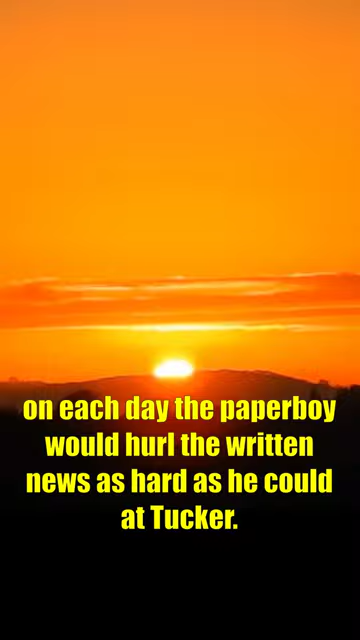 on each day the paperboy
would hurl the written
news as hard as he could
at Tucker.